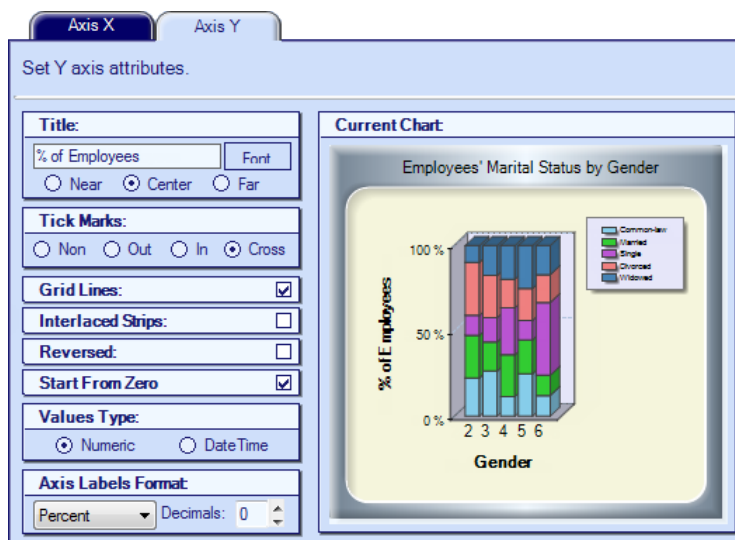 Axis X
Axis Y
Set Y axis attributes.
Title:
% of Employees
Font
Near
Center
Far
Tick Marks:
Non
Out
In
Cross
Grid Lines:
Interlaced Strips:
Reversed:
Start From Zero
Values Type:
Numeric
DateTime
Axis Labels Format:
Percent
Decimals: 0
Current Chart:
Employees' Marital Status by Gender
Common-law
Married
Single
Divorced
Widowed
100 %
50 %
0 %
% of Employees
2 3 4 5 6
Gender